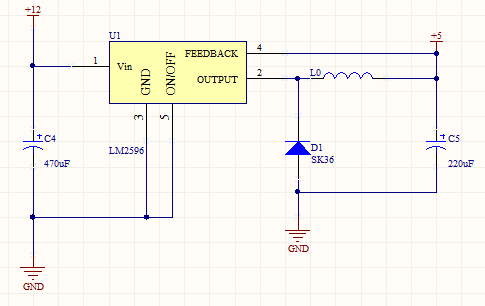 +12
U1
+5
FEEDBACK
4
1
Vin
GND
ON/OFF
OUTPUT
2
L0
3
5
C4
470uF
LM2596
D1
SK36
C5
220uF
GND
GND